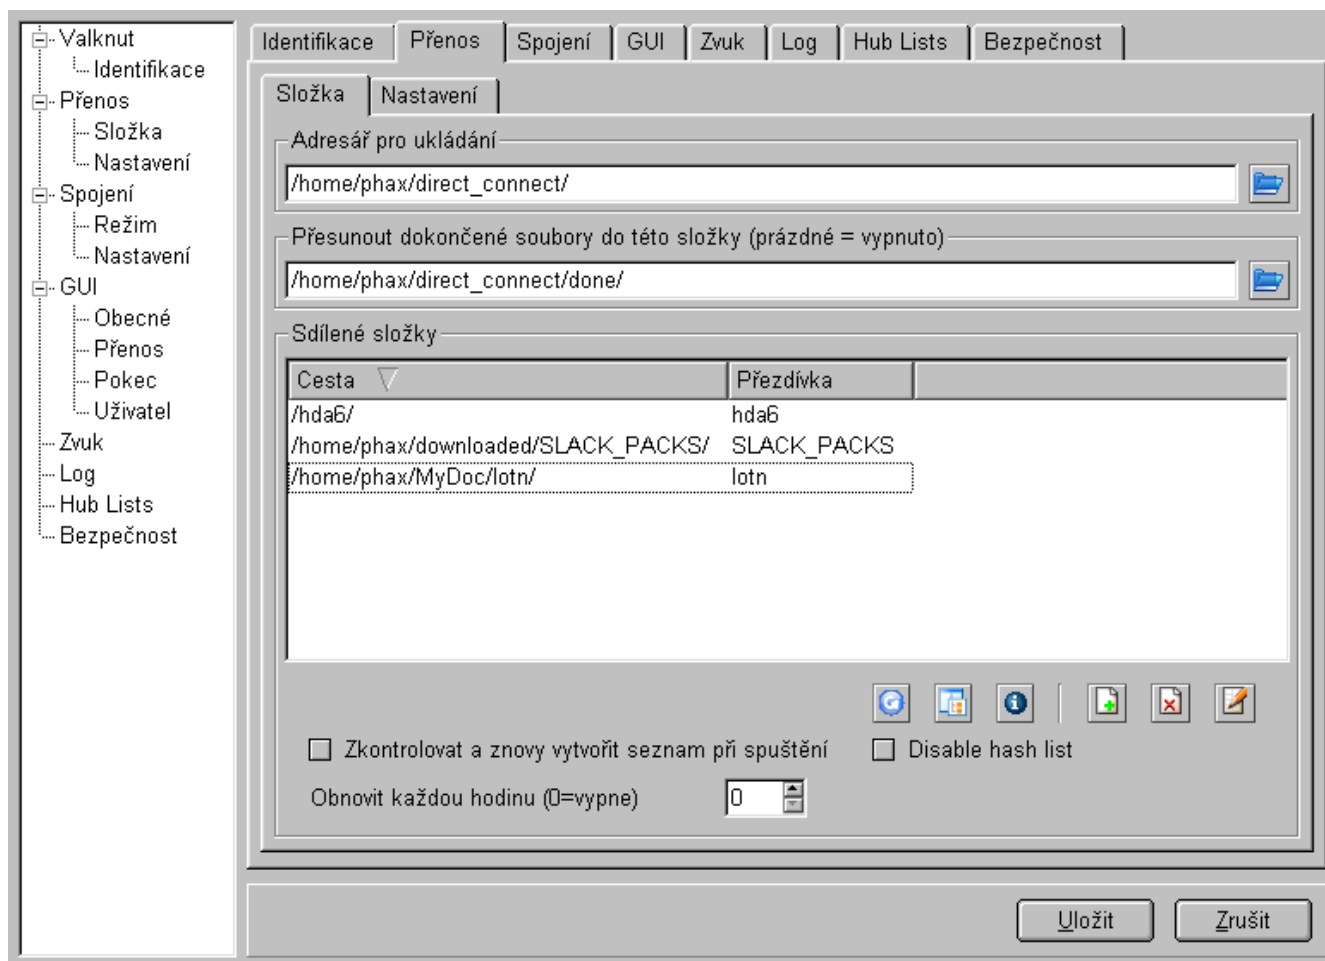 Valknut
Identifikace
Přenos
Složka
Nastavení
Spojení
Režim
Nastavení
GUI
Obecné
Přenos
Pokec
Uživatel
Zvuk
Log
Hub Lists
Bezpečnost
Identifikace Přenos Spojení GUI Zvuk Log Hub Lists Bezpečnost
Složka Nastavení
Adresář pro ukládání
/home/phax/direct_connect/
Přesunout dokončené soubory do této složky (prázdné = vypnuto)
/home/phax/direct_connect/done/
Sdílené složky
Cesta Přezdívka
/hda6/ hda6
/home/phax/downloaded/SLACK_PACKS/ SLACK_PACKS
/home/phax/MyDoc/lotn/ lotn
Zkontrolovat a znovy vytvořit seznam při spuštění Disable hash list
Obnovit každou hodinu (0=vypne) 0
Uložit Zrušit